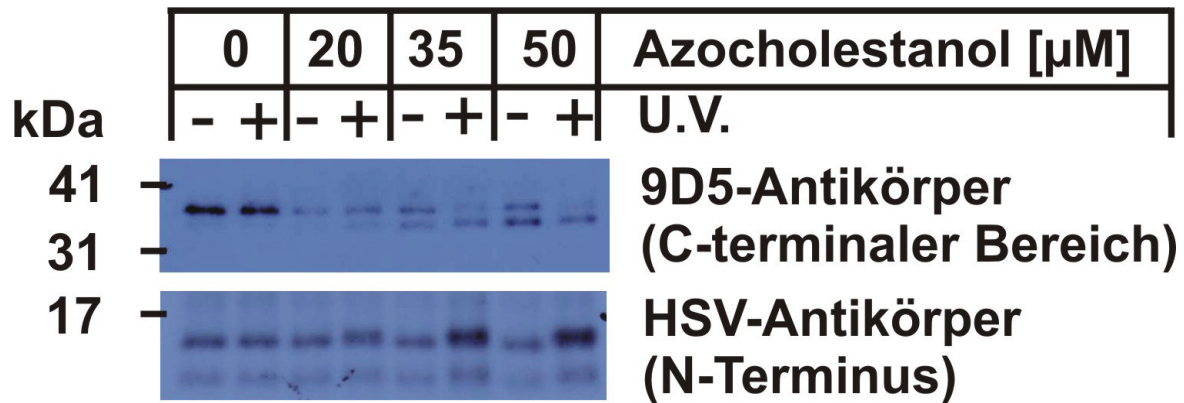 0 20 35 50 Azocholestanol [µM]
kDa - + - + - + - + U.V.
41 9D5-Antikörper
31 (C-terminaler Bereich)
17 HSV-Antikörper
(N-Terminus)